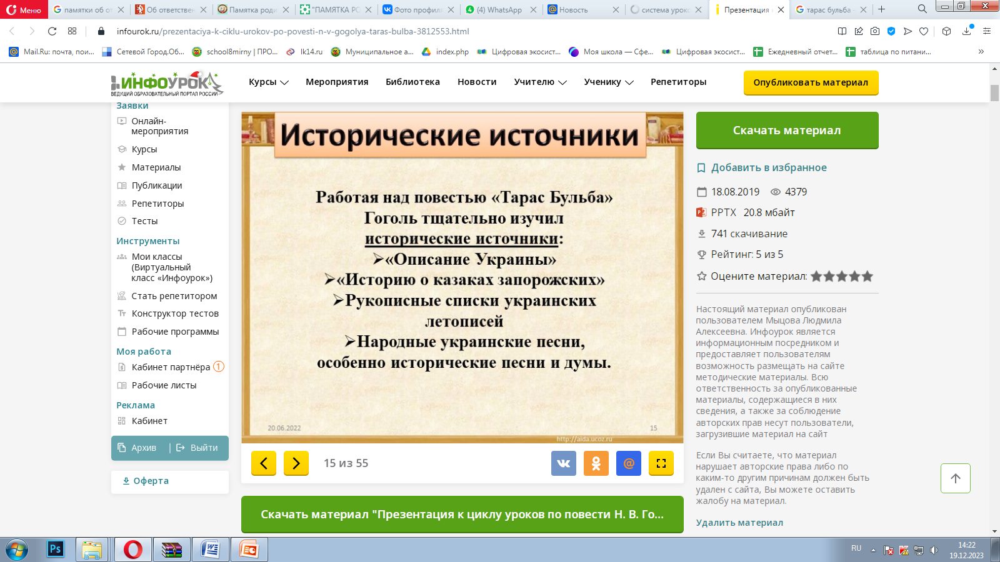 Меню
памятки об от
Об ответствен
Памятка роди
"ПАМЯТКА РО
Фото профиля
(4) WhatsApp
Новость
система уроко
Презентация
тарас бульба -
infourok.ru/prezentaciya-k-ciklu-urokov-po-povesti-n-v-gogolya-taras-bulba-3812553.html
Mail.Ru: почта, пои...
Сетевой Город.Об...
school8mirny | ПРО...
lk14.ru
Муниципальное а...
index.php
Цифровая экосист...
Моя школа — Сфе...
Цифровая экосист...
Ежедневный отчет...
таблица по питани...
ИНФОУРОК
ВЕДУЩИЙ ОБРАЗОВАТЕЛЬНЫЙ ПОРТАЛ РОССИИ
Курсы
Мероприятия
Библиотека
Новости
Учителю
Ученику
Репетиторы
Опубликовать материал
Заявки
Онлайн-
мероприятия
Курсы
Материалы
Публикации
Репетиторы
Тесты
Инструменты
Мои классы
(Виртуальный
класс «Инфоурок»)
Стать репетитором
Конструктор тестов
Рабочие программы
Моя работа
Кабинет партнёра 1
Рабочие листы
Реклама
Кабинет
Архив | Выйти
Оферта
Исторические источники
Работая над повестью «Тарас Бульба»
Гоголь тщательно изучил
исторические источники:
➢«Описание Украины»
➢«Историю о казаках запорожских»
➢Рукописные списки украинских
летописей
➢Народные украинские песни,
особенно исторические песни и думы.
20.06.2022
15
http://aida.ucoz.ru
15 из 55
Скачать материал "Презентация к циклу уроков по повести Н. В. Го...
Скачать материал
Добавить в избранное
18.08.2019 4379
PPTX 20.8 мбайт
741 скачивание
Рейтинг: 5 из 5
Оцените материал:
Настоящий материал опубликован
пользователем Мыцова Людмила
Алексеевна. Инфоурок является
информационным посредником и
предоставляет пользователям
возможность размещать на сайте
методические материалы. Всю
ответственность за опубликованные
материалы, содержащиеся в них
сведения, а также за соблюдение
авторских прав несут пользователи,
загрузившие материал на сайт
Если Вы считаете, что материал
нарушает авторские права либо по
каким-то другим причинам должен быть
удален с сайта, Вы можете оставить
жалобу на материал.
Удалить материал
Ps
RU
14:22
19.12.2023